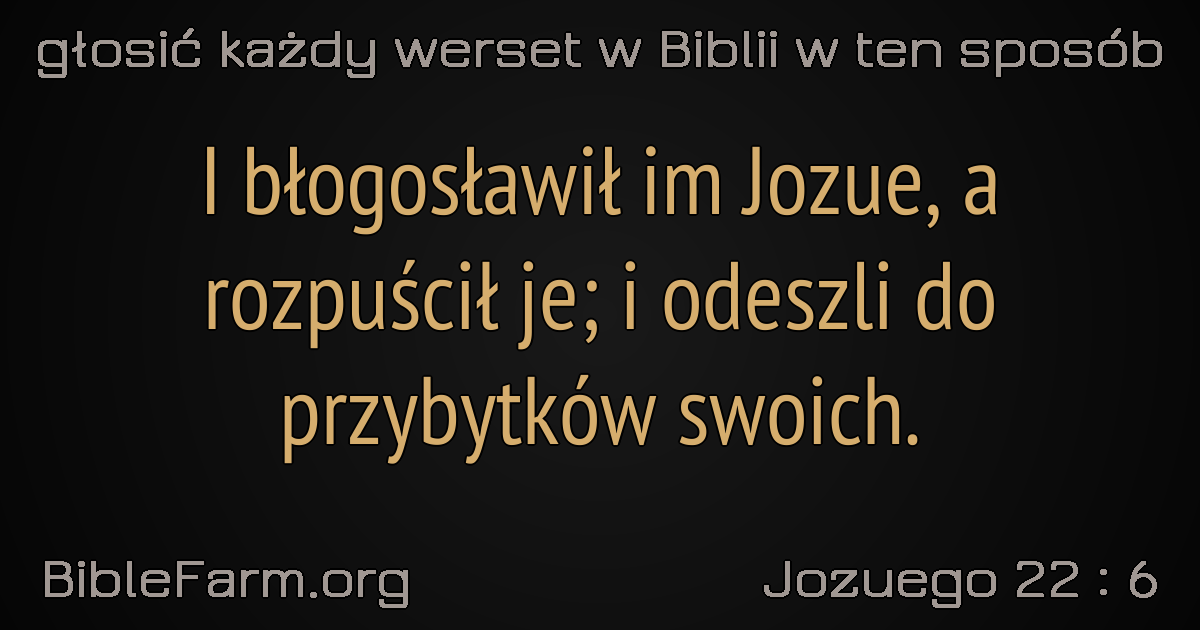 głosić każdy werset w Biblii w ten sposób
I błogosławił im Jozue, a
rozpuścił je; i odeszli do
przybytków swoich.
BibleFarm.org
Jozuego 22 : 6